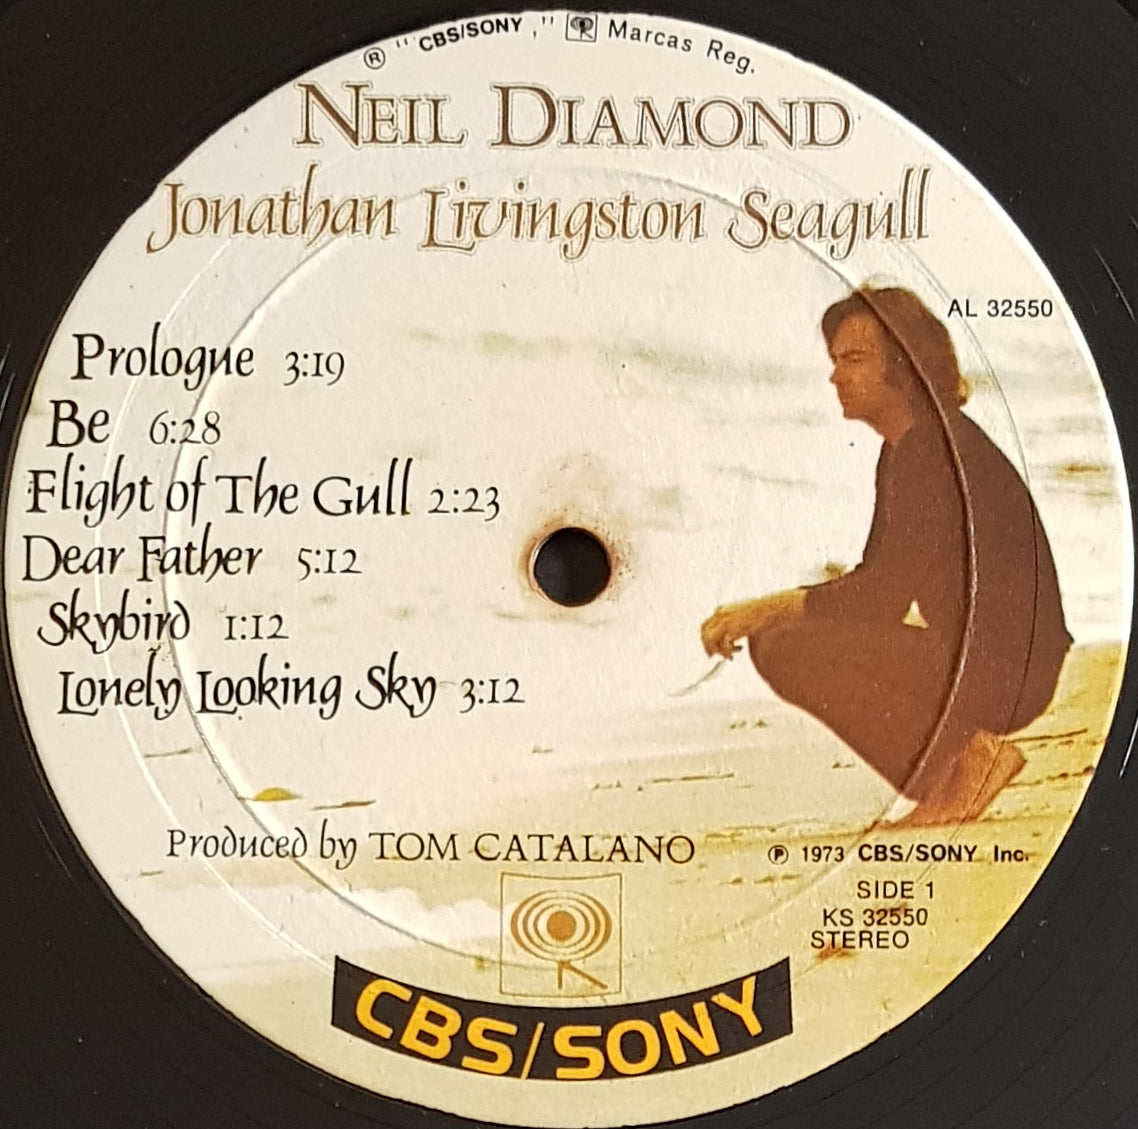 ® "CBS/SONY," Marcas Reg.
NEIL DIAMOND
Jonathan Livingston Seagull
AL 32550
Prologue 3:19
Be 6:28
Flight of The Gull 2:23
Dear Father 5:12
Skybird 1:12
Lonely Looking Sky 3:12
Produced by TOM CATALANO
℗ 1973 CBS/SONY Inc.
SIDE 1
KS 32550
STEREO
CBS/SONY